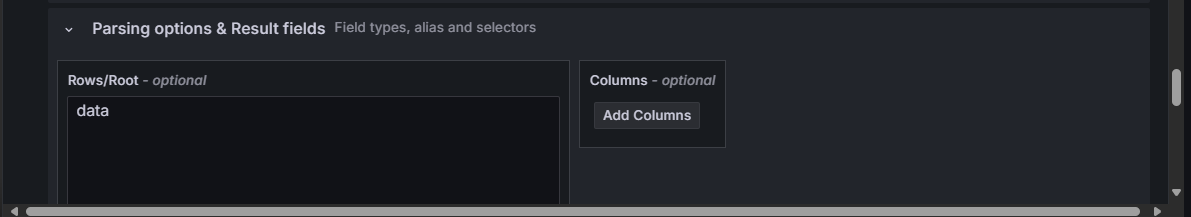 Parsing options & Result fields Field types, alias and selectors
Rows/Root - optional
Columns - optional
data
Add Columns